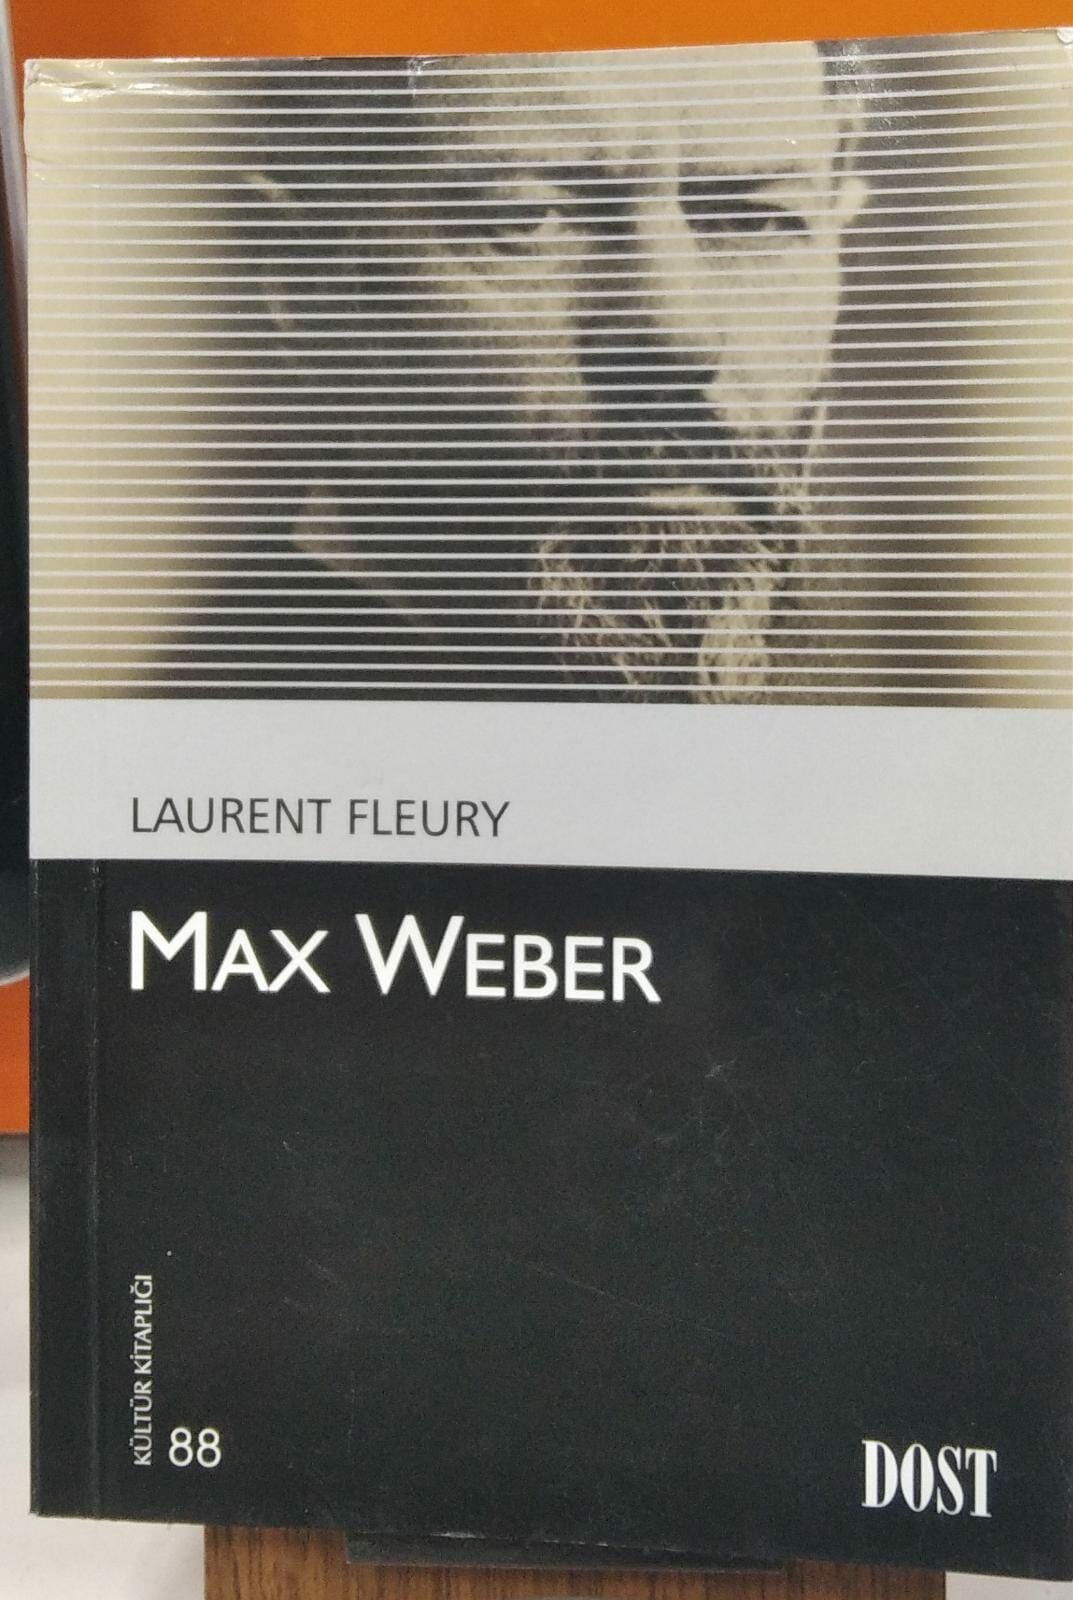 LAURENT FLEURY
MAX WEBER
KÜLTÜR KİTAPLIĞI
88
DOST